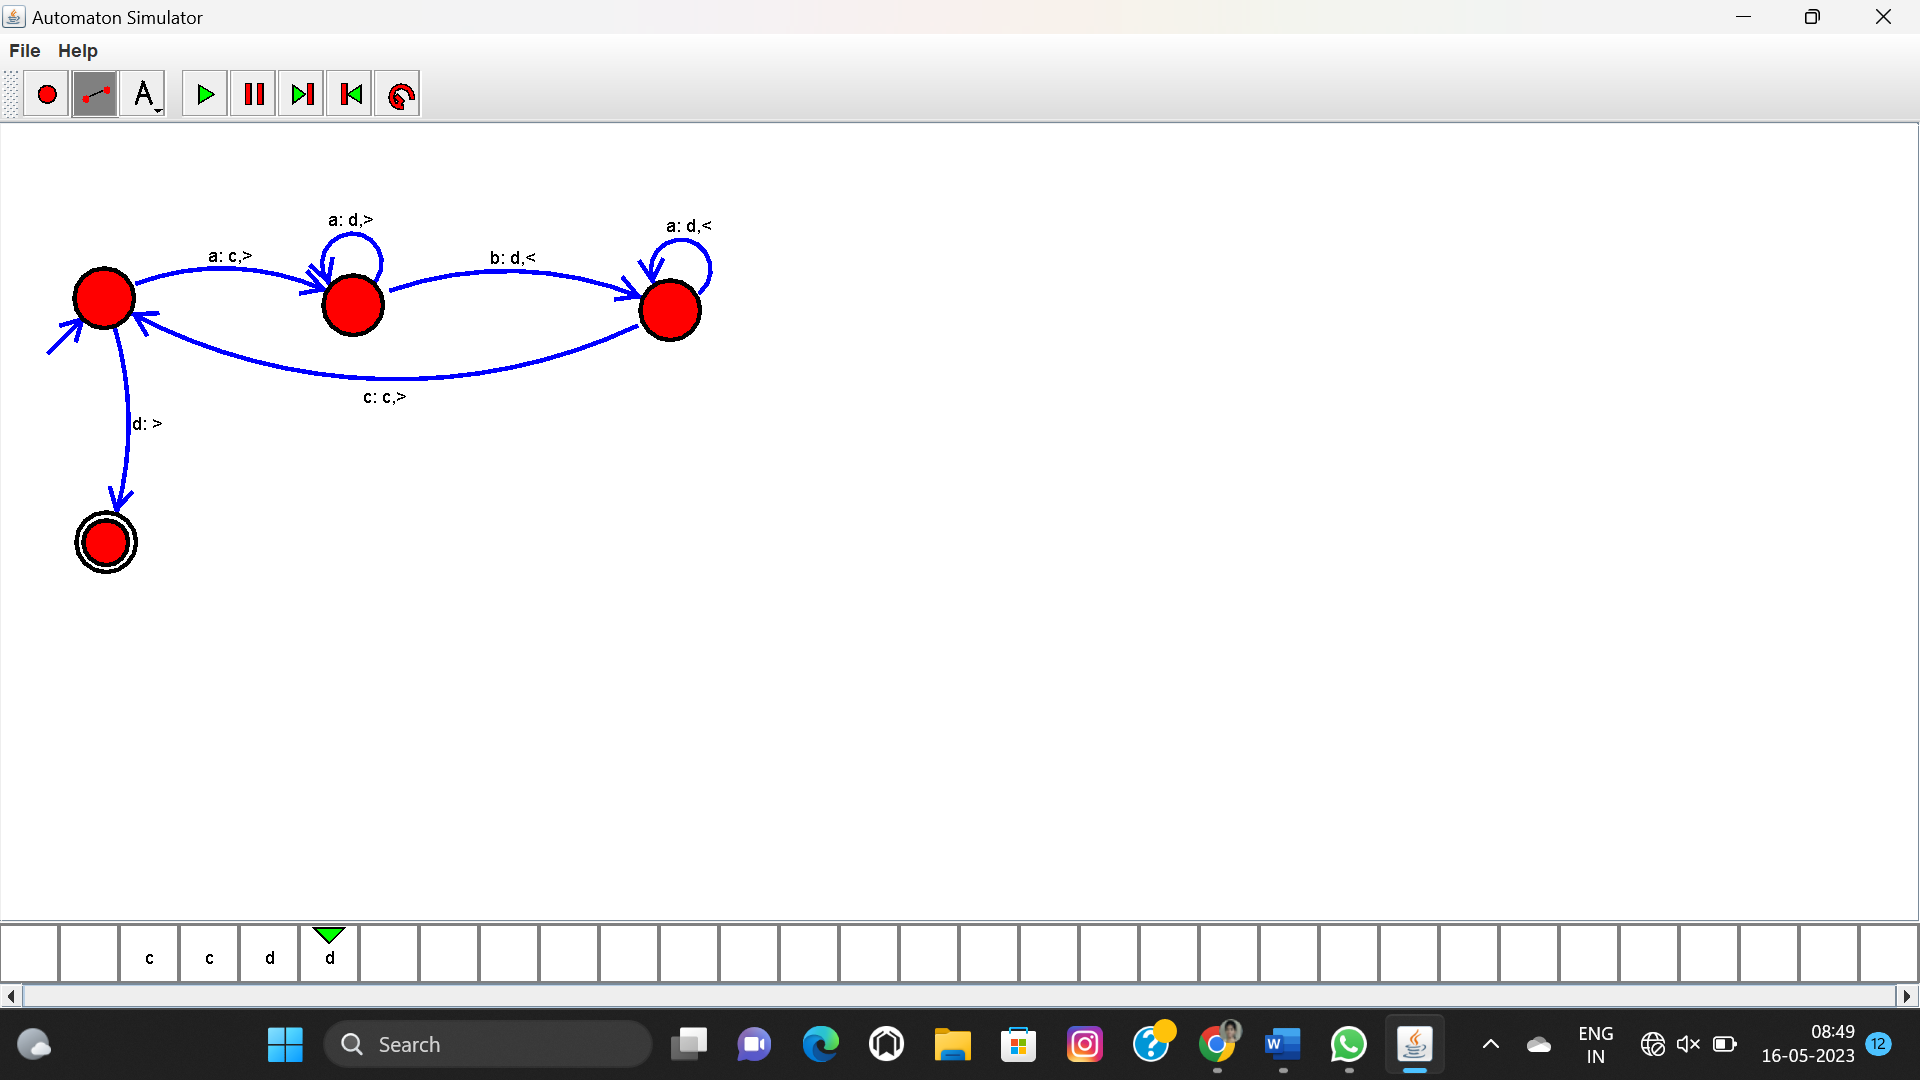 Automaton Simulator
File Help
A
a: d,>
a: d,<
a: c,>
b: d,<
c: c,>
d: >
c c d d
Search
ENG
IN
08:49
16-05-2023
12